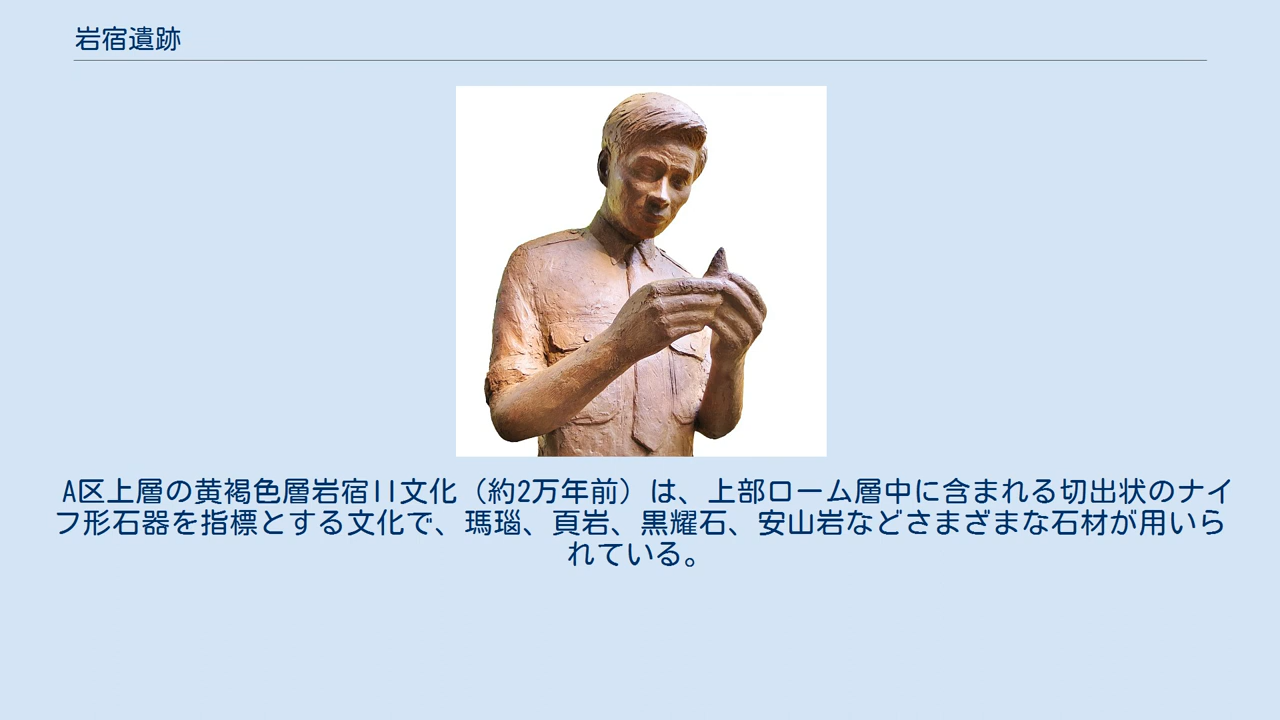 岩宿遺跡
A区上層の黄褐色層岩宿II文化（約2万年前）は、上部ローム層中に含まれる切出状のナイ
フ形石器を指標とする文化で、瑪瑙、頁岩、黒耀石、安山岩などさまざまな石材が用いら
れている。